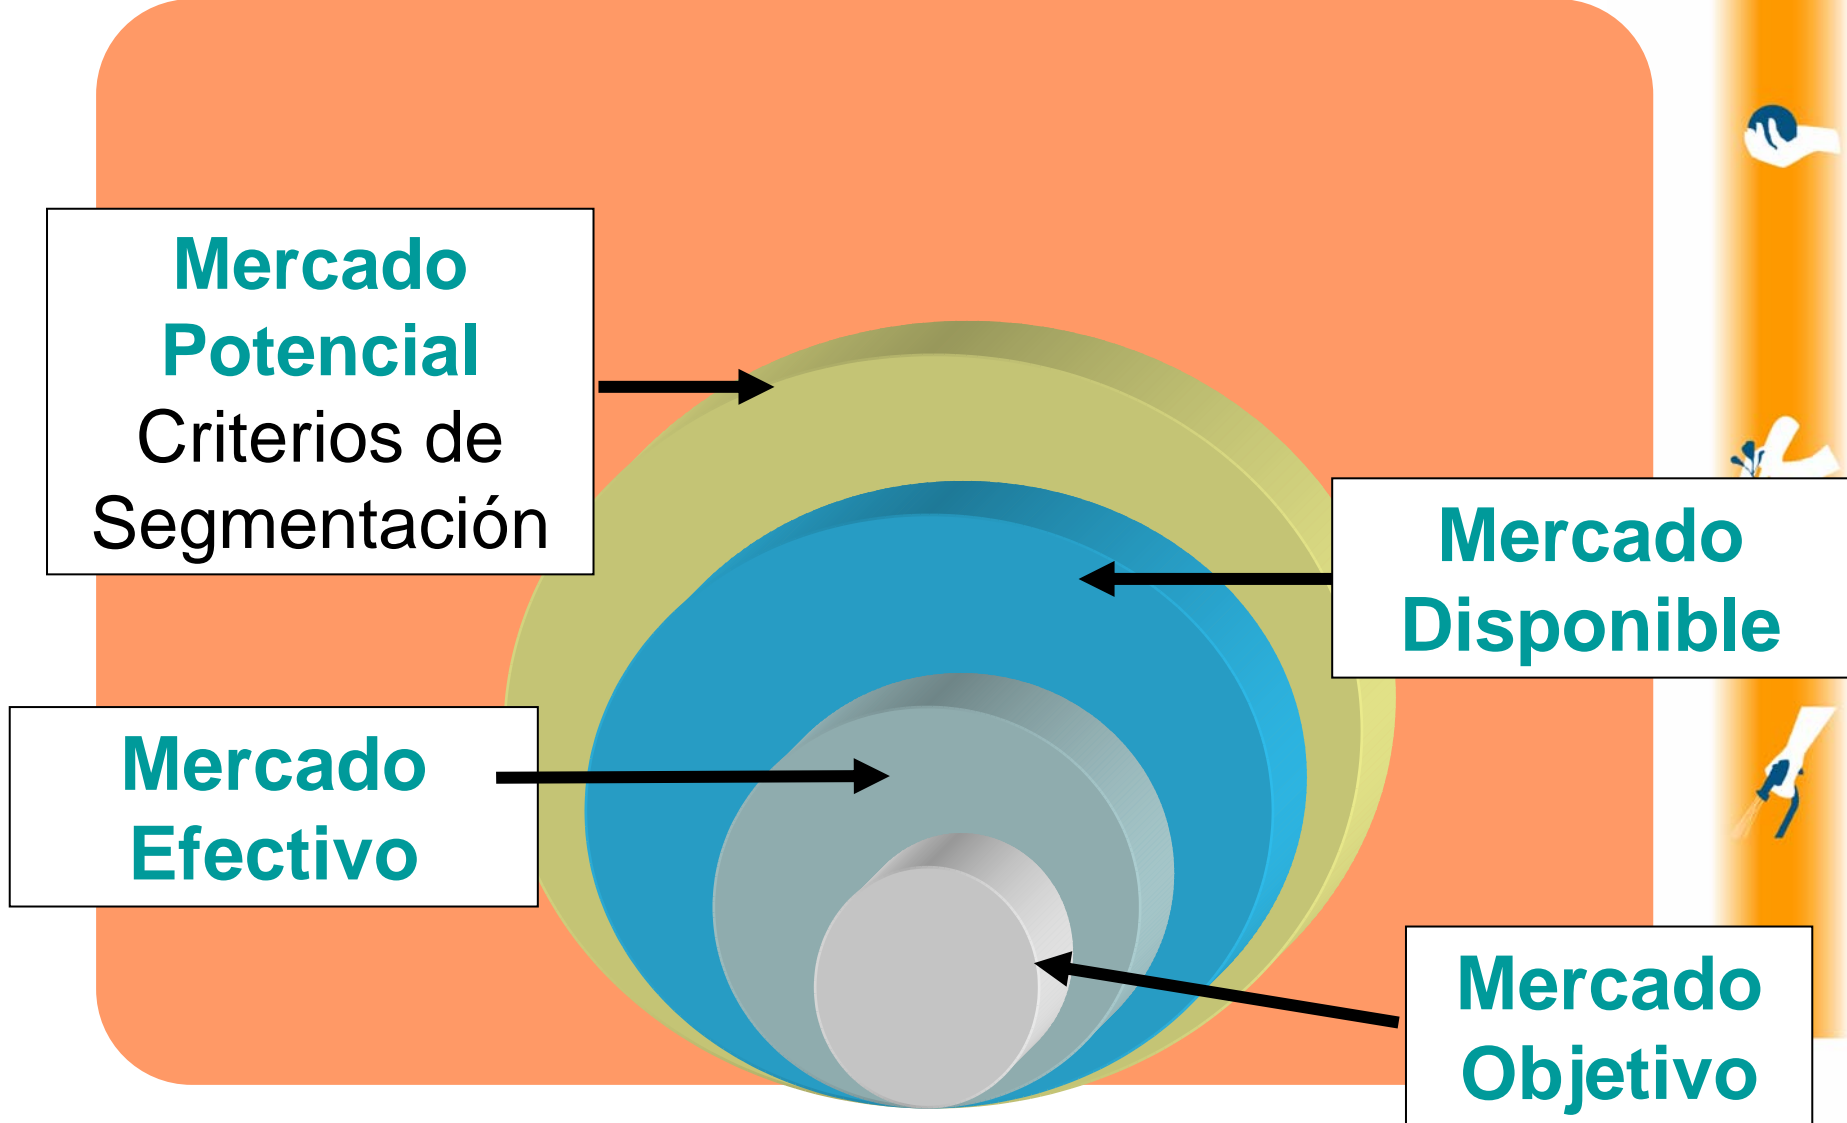 Mercado
Potencial
Criterios de
Segmentación
Mercado
Disponible
Mercado
Efectivo
Mercado
Objetivo